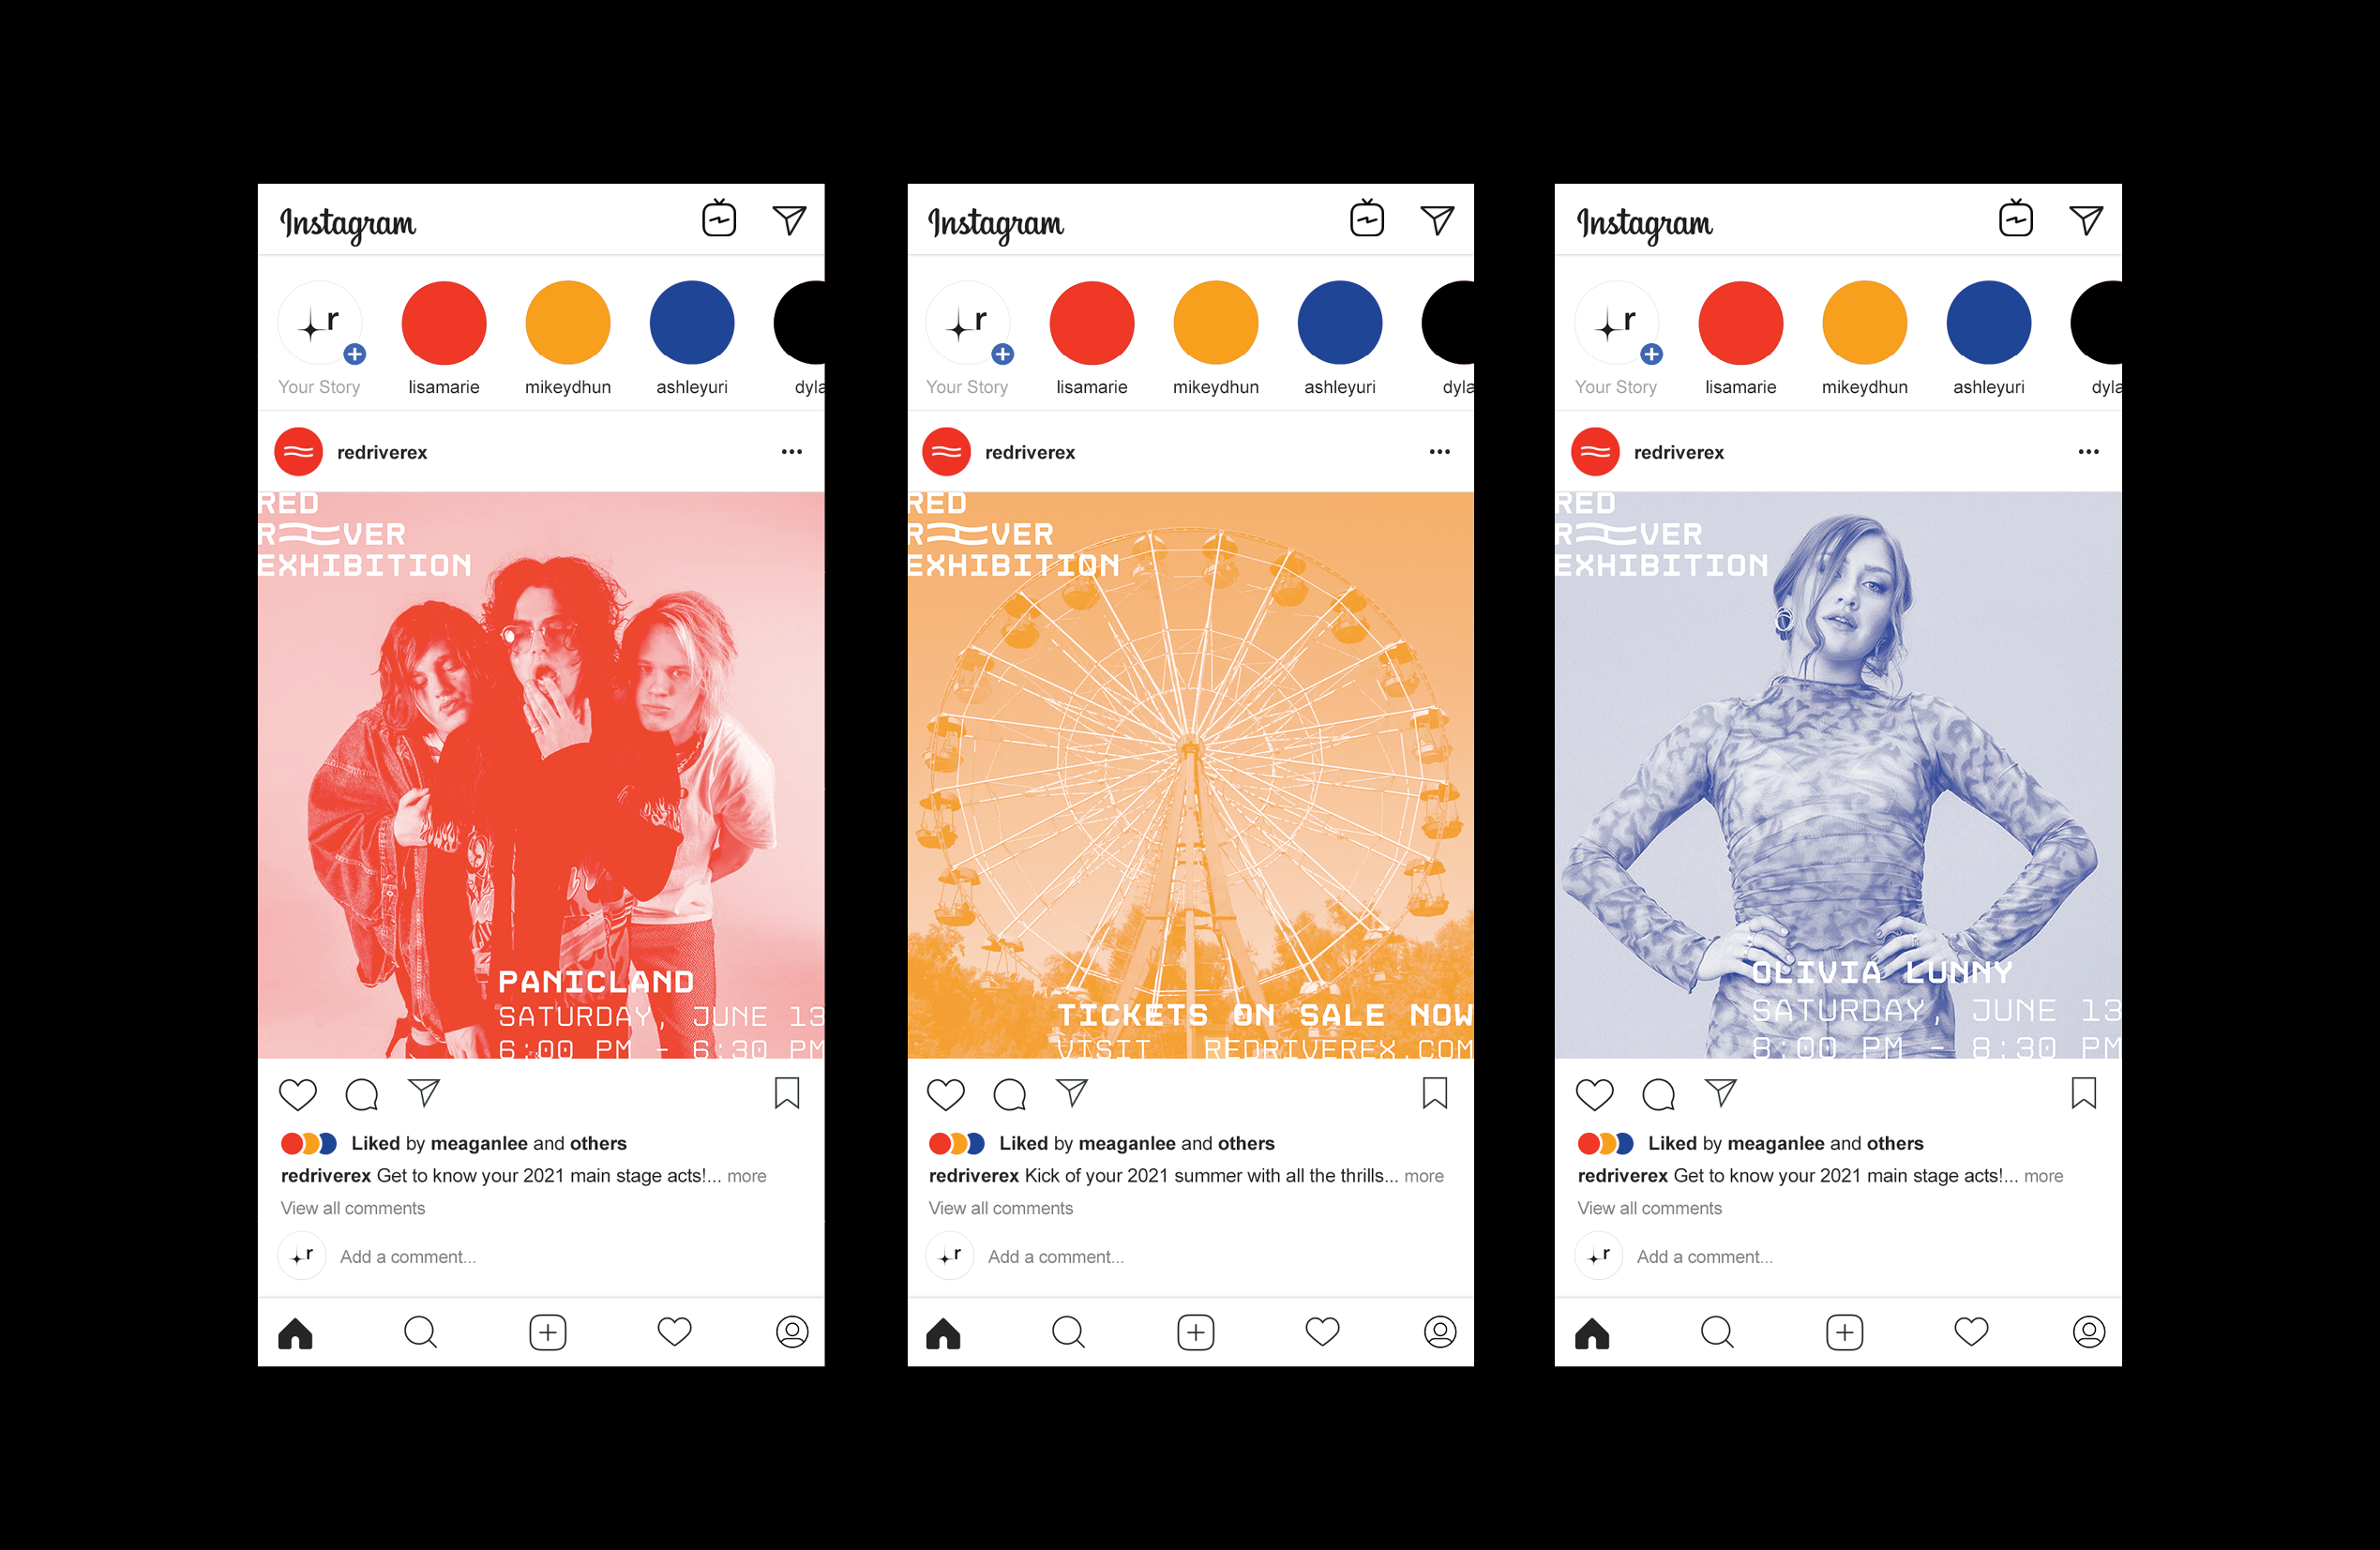 Instagram
r
Your Story
lisamarie
mikeydhun
ashleyuri
dyla
redriverex
RED
R VER
EXHIBITION
PANICLAND
SATURDAY, JUNE 13
6:00 PM - 6:30 PM
Liked by meaganlee and others
redriverex Get to know your 2021 main stage acts!... more
View all comments
r
Add a comment...
Instagram
r
Your Story
lisamarie
mikeydhun
ashleyuri
dyla
redriverex
RED
R VER
EXHIBITION
TICKETS ON SALE NOW
VISIT REDRIVEREX.COM
Liked by meaganlee and others
redriverex Kick of your 2021 summer with all the thrills... more
View all comments
r
Add a comment...
Instagram
r
Your Story
lisamarie
mikeydhun
ashleyuri
dyla
redriverex
RED
R VER
EXHIBITION
OLIVIA LUNNY
SATURDAY, JUNE 13
8:00 PM - 8:30 PM
Liked by meaganlee and others
redriverex Get to know your 2021 main stage acts!... more
View all comments
r
Add a comment...